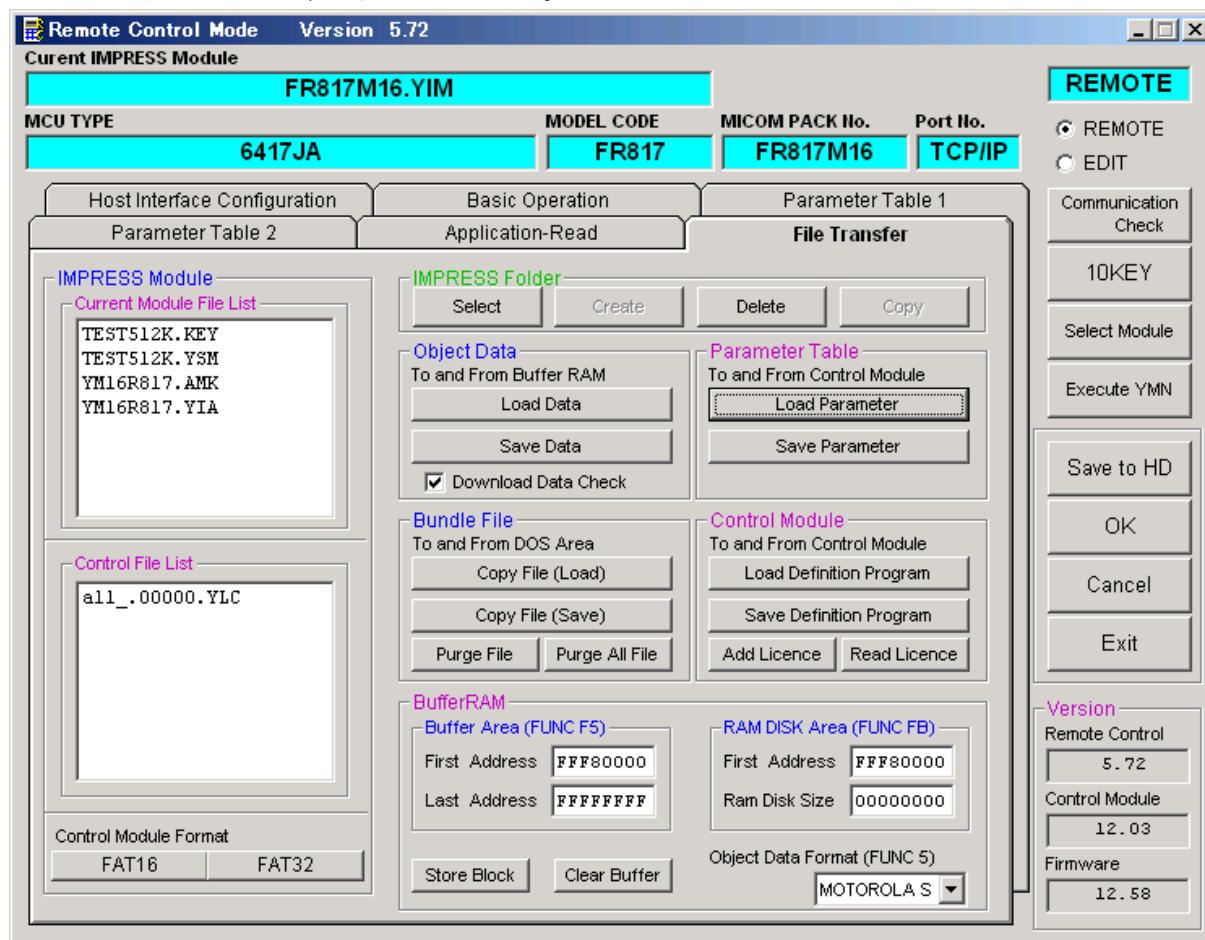 Remote Control Mode Version 5.72
Curent IMPRESS Module
FR817M16.YIM
REMOTE
MCU TYPE MODEL CODE MICOM PACK No. Port No.
6417JA FR817 FR817M16 TCP/IP
REMOTE
EDIT
Host Interface Configuration Basic Operation Parameter Table 1
Parameter Table 2 Application-Read File Transfer
Communication Check
10KEY
Select Module
Execute YMN
Save to HD
OK
Cancel
Exit
IMPRESS Module
Current Module File List
TEST512K.KEY
TEST512K.YSM
YM16R817.AMK
YM16R817.YIA
Control File List
all_.00000.YLC
Control Module Format
FAT16 FAT32
IMPRESS Folder
Select Create Delete Copy
Object Data
To and From Buffer RAM
Load Data
Save Data
Download Data Check
Parameter Table
To and From Control Module
Load Parameter
Save Parameter
Bundle File
To and From DOS Area
Copy File (Load)
Copy File (Save)
Purge File Purge All File
Control Module
To and From Control Module
Load Definition Program
Save Definition Program
Add Licence Read Licence
BufferRAM
Buffer Area (FUNC F5)
First Address FFF80000
Last Address FFFFFFFF
RAM DISK Area (FUNC FB)
First Address FFF80000
Ram Disk Size 00000000
Store Block Clear Buffer
Object Data Format (FUNC 5)
MOTOROLA S
Version
Remote Control
5.72
Control Module
12.03
Firmware
12.58